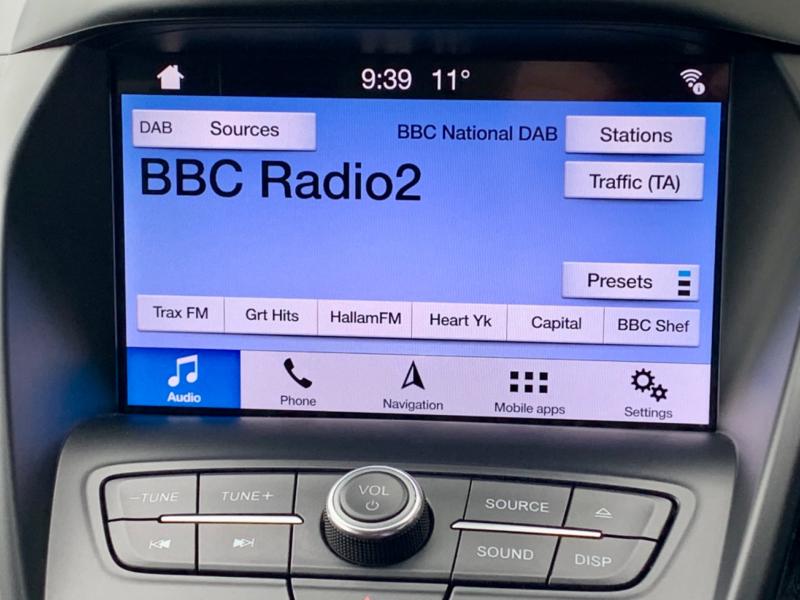 9:39 11°
DAB Sources
BBC National DAB
Stations
BBC Radio2
Traffic (TA)
Presets
Trax FM
Grt Hits
HallamFM
Heart Yk
Capital
BBC Shef
Audio
Phone
Navigation
Mobile apps
Settings
–TUNE
TUNE+
VOL
SOURCE
SOUND
DISP